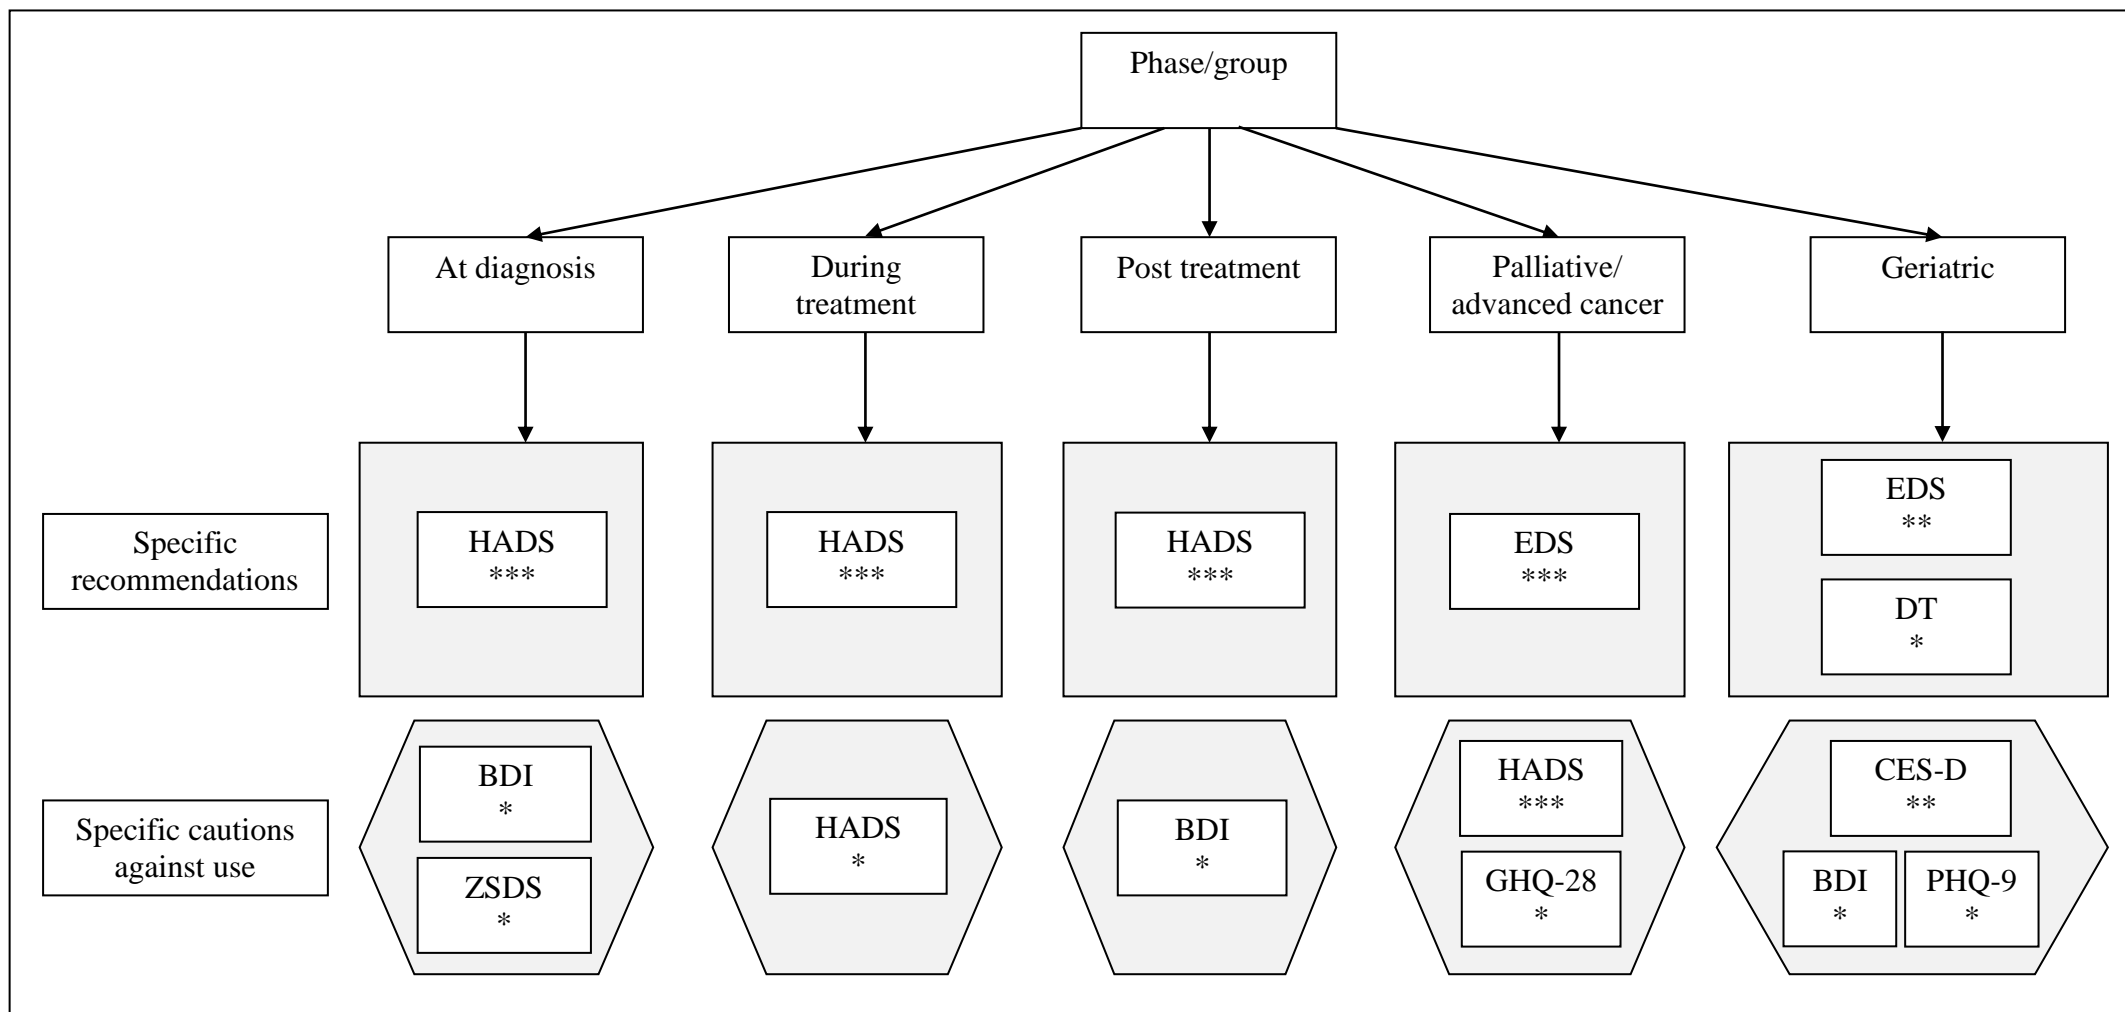 Phase/group
At diagnosis
During
treatment
Post treatment
Palliative/
advanced cancer
Geriatric
Specific
recommendations
HADS
***
HADS
***
HADS
***
EDS
***
EDS
**
DT
*
Specific cautions
against use
BDI
*
ZSDS
*
HADS
*
BDI
*
HADS
***
GHQ-28
*
CES-D
**
BDI
*
PHQ-9
*